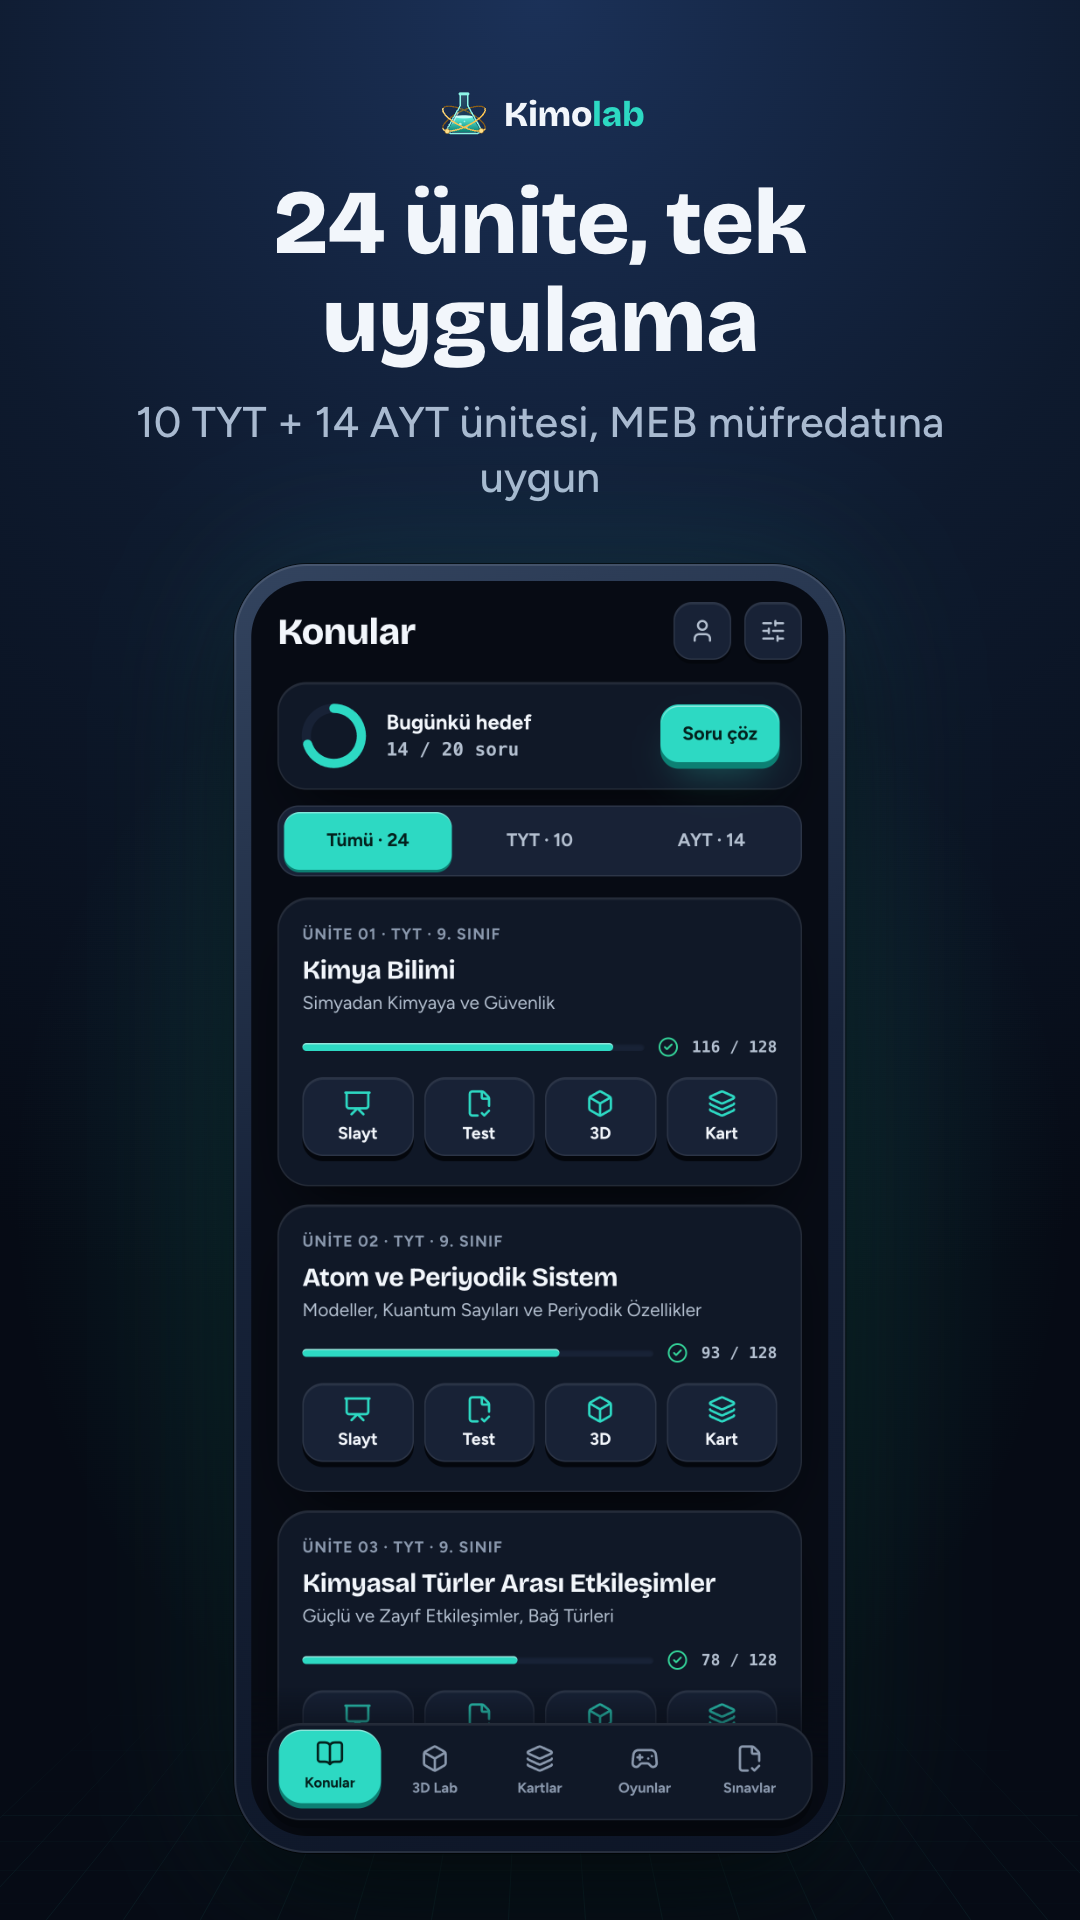 Kimolab
24 ünite, tek
uygulama
10 TYT + 14 AYT ünitesi, MEB müfredatına
uygun
Konular
Bugünkü hedef
14 / 20 soru
Soru çöz
Tümü · 24
TYT · 10
AYT · 14
ÜNİTE 01 · TYT · 9. SINIF
Kimya Bilimi
Simyadan Kimyaya ve Güvenlik
116 / 128
Slayt
Test
3D
Kart
ÜNİTE 02 · TYT · 9. SINIF
Atom ve Periyodik Sistem
Modeller, Kuantum Sayıları ve Periyodik Özellikler
93 / 128
Slayt
Test
3D
Kart
ÜNİTE 03 · TYT · 9. SINIF
Kimyasal Türler Arası Etkileşimler
Güçlü ve Zayıf Etkileşimler, Bağ Türleri
78 / 128
Konular
3D Lab
Kartlar
Oyunlar
Sınavlar